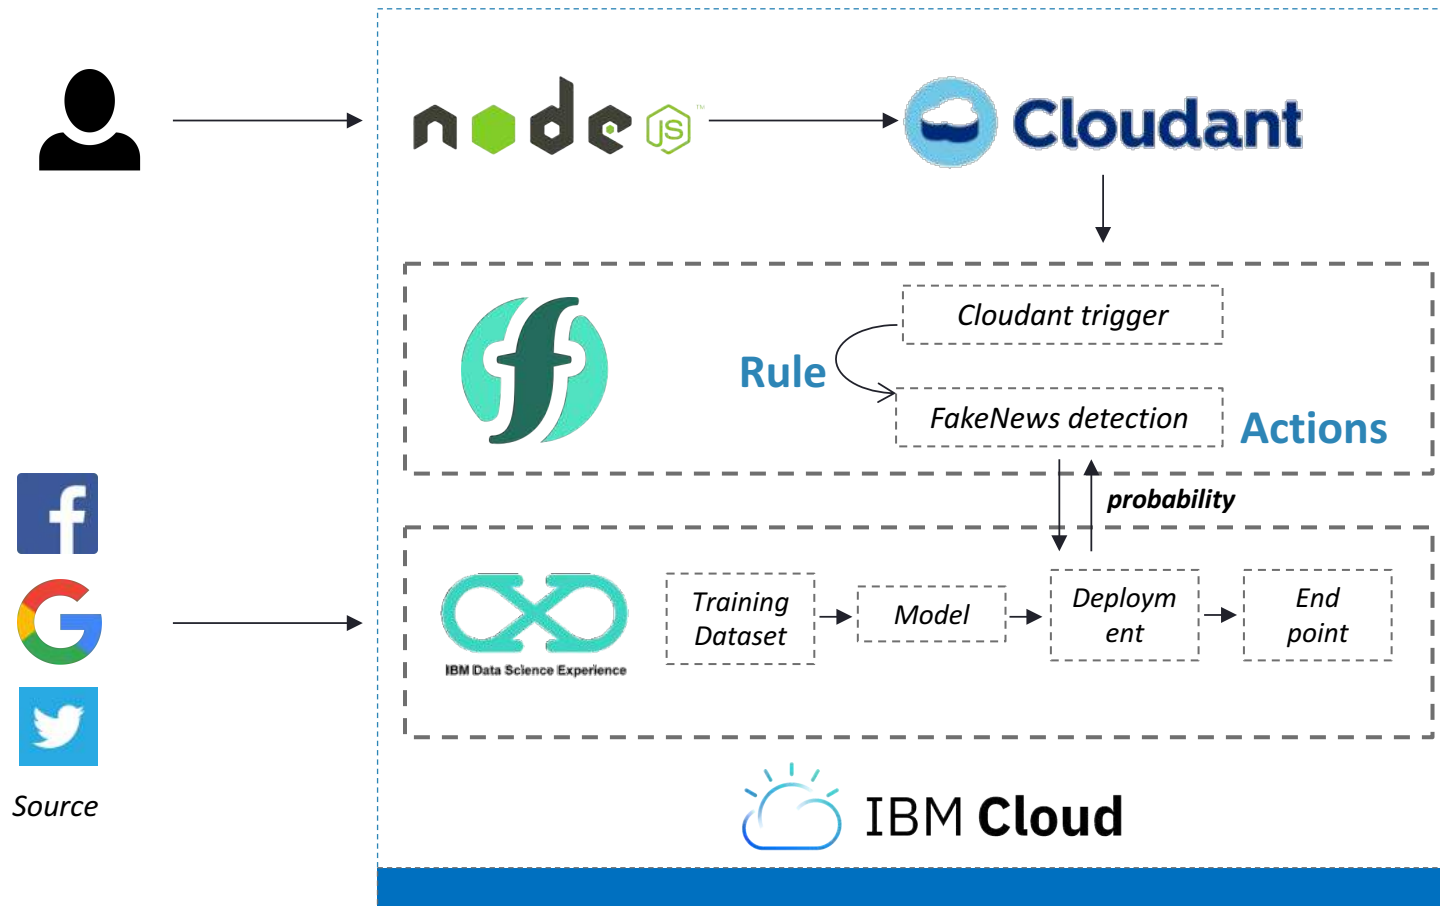 node JS ™
Cloudant
Cloudant trigger
Rule
FakeNews detection
Actions
probability
Training
Dataset
Model
Deploym
ent
End
point
IBM Data Science Experience
Source
IBM Cloud